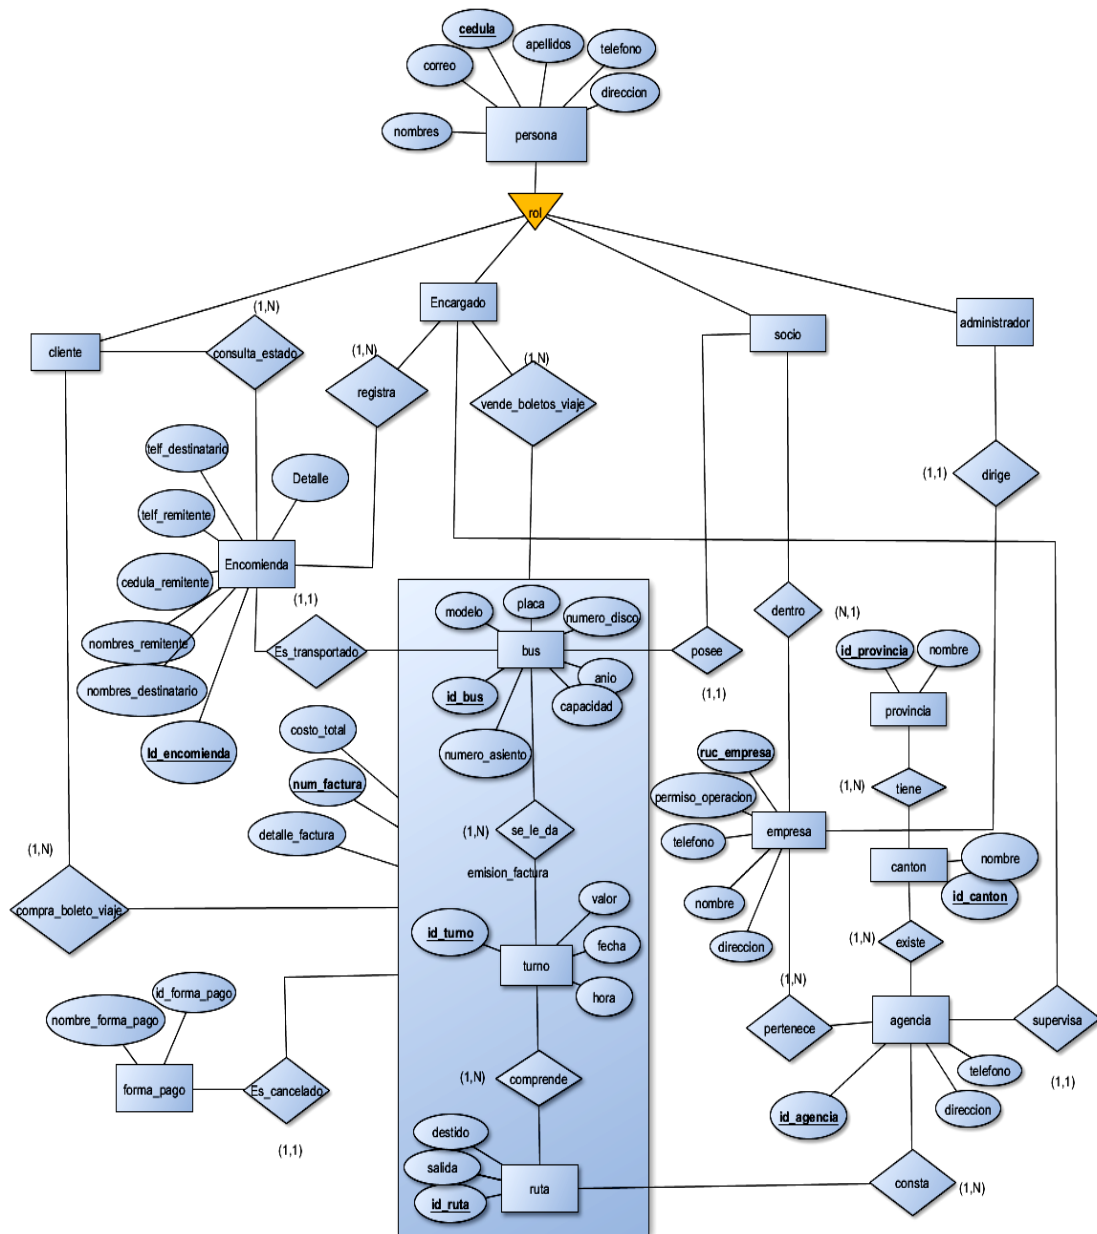 cedula
apellidos
telefono
correo
direccion
nombres
persona
rol
Encargado
(1,N)
administrador
socio
cliente
consulta_estado
(1,N)
(1,N)
registra
vende_boletos_viaje
telf_destinatario
Detalle
(1,1)
dirige
telf_remitente
Encomienda
cedula_remitente
(1,1)
modelo
placa
numero_disco
dentro
(N,1)
nombres_remitente
Es_transportado
bus
posee
id_provincia
nombre
nombres_destinatario
id_bus
anio
capacidad
(1,1)
provincia
costo_total
Id_encomienda
numero_asiento
ruc_empresa
num_factura
permiso_operacion
(1,N)
tiene
detalle_factura
(1,N)
se_le_da
telefono
empresa
(1,N)
emision_factura
canton
nombre
id_canton
compra_boleto_viaje
valor
nombre
id_turno
fecha
direccion
(1,N)
existe
turno
(1,N)
id_forma_pago
hora
nombre_forma_pago
pertenece
agencia
supervisa
forma_pago
Es_cancelado
(1,N)
comprende
telefono
(1,1)
id_agencia
direccion
destido
(1,1)
salida
ruta
consta
(1,N)
id_ruta